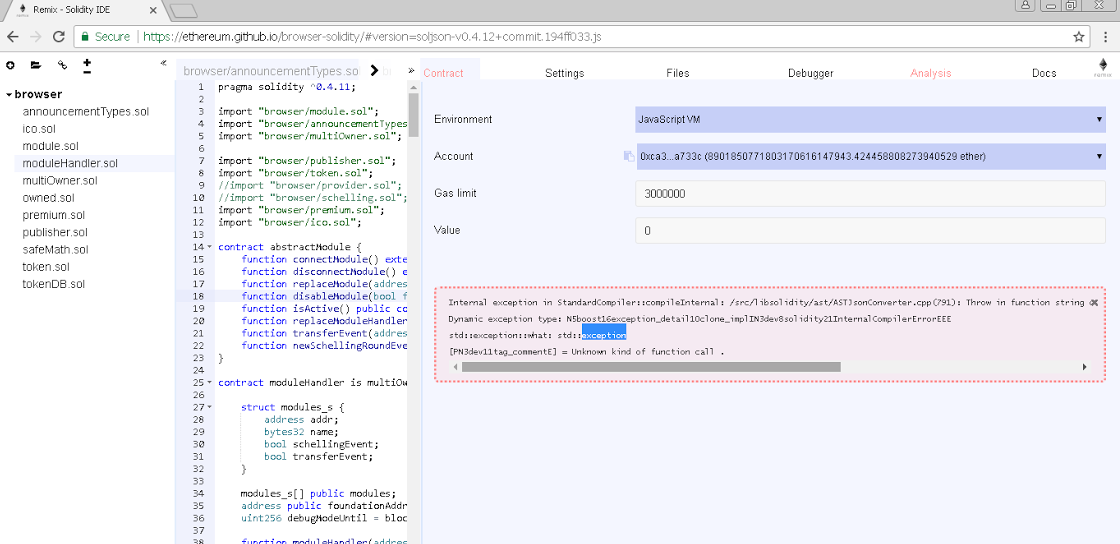 Remix - Solidity IDE
Secure https://ethereum.github.io/browser-solidity/#version=soljson-v0.4.12+commit.194ff033.js
browser
announcementTypes.sol
ico.sol
module.sol
moduleHandler.sol
multiOwner.sol
owned.sol
premium.sol
publisher.sol
safeMath.sol
token.sol
tokenDB.sol
browser/announcementTypes.so
1 pragma solidity ^0.4.11;
2
3 import "browser/module.sol";
4 import "browser/announcementTypes
5 import "browser/multiOwner.sol";
6
7 import "browser/publisher.sol";
8 import "browser/token.sol";
9 //import "browser/provider.sol";
10 //import "browser/schelling.sol";
11 import "browser/premium.sol";
12 import "browser/ico.sol";
13
14 contract abstractModule {
15 function connectModule() exte
16 function disconnectModule() e
17 function replaceModule(addres
18 function disableModule(bool f
19 function isActive() public co
20 function replaceModuleHandler
21 function transferEvent(addres
22 function newSchellingRoundEve
23 }
24
25 contract moduleHandler is multiOw
26
27 struct modules_s {
28 address addr;
29 bytes32 name;
30 bool schellingEvent;
31 bool transferEvent;
32 }
33
34 modules_s[] public modules;
35 address public foundationAddr
36 uint256 debugModeUntil = bloc
37
38 function moduleHandler(addres
Contract Settings Files Debugger Analysis Docs
Environment JavaScript VM
Account 0xca3...a733c (8901850771803170616147943.424458808273940529 ether)
Gas limit 3000000
Value 0
Internal exception in StandardCompiler::compileInternal: /src/libsolidity/ast/ASTJsonConverter.cpp(791): Throw in function string
Dynamic exception type: N5boost16exception_detail10clone_implIN3dev8solidity21InternalCompilerErrorEEE
std::exception::what: std::exception
[PN3dev11tag_commentE] = Unknown kind of function call .